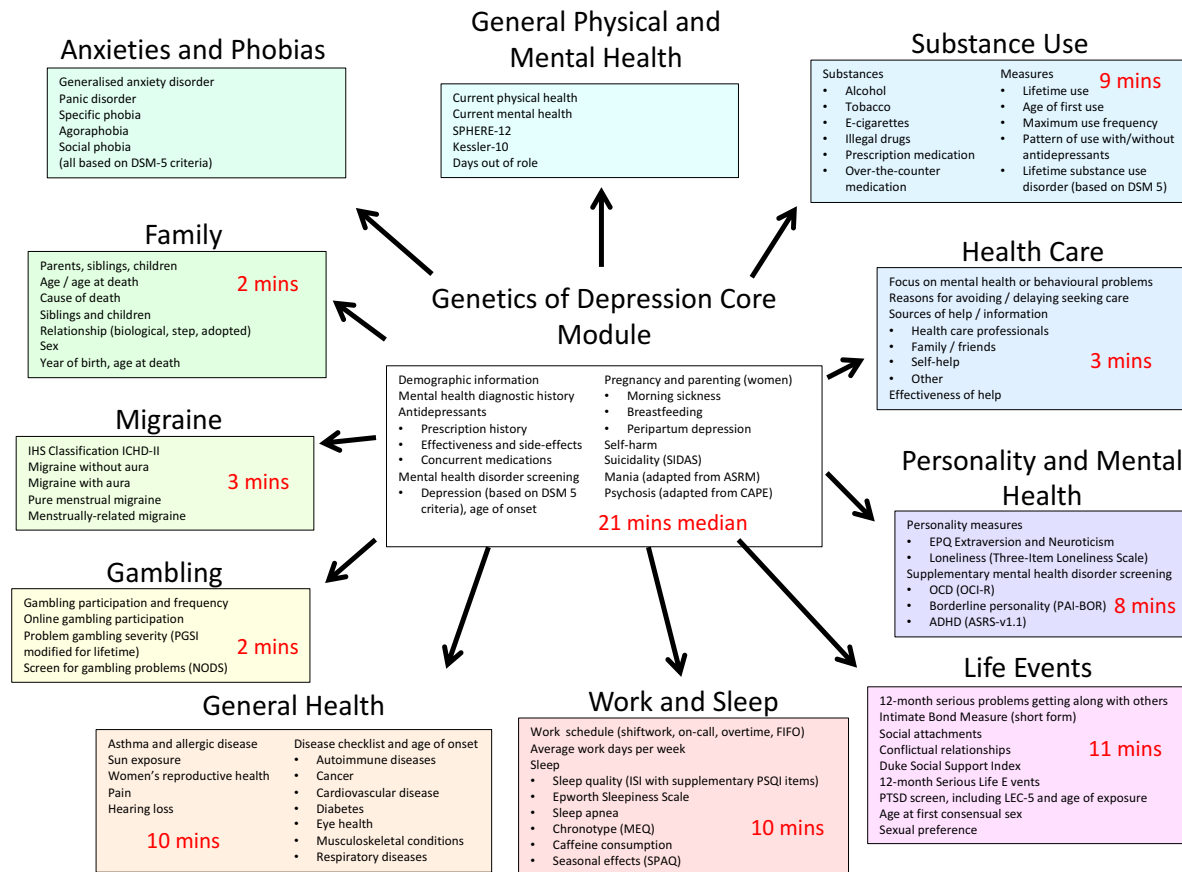 Anxieties and Phobias
Generalised anxiety disorder
Panic disorder
Specific phobia
Agoraphobia
Social phobia
(all based on DSM-5 criteria)
General Physical and
Mental Health
Current physical health
Current mental health
SPHERE-12
Kessler-10
Days out of role
Substance Use
Substances
• Alcohol
• Tobacco
• E-cigarettes
• Illegal drugs
• Prescription medication
• Over-the-counter
medication
Measures
• Lifetime use
• Age of first use
• Maximum use frequency
• Pattern of use with/without
antidepressants
• Lifetime substance use
disorder (based on DSM 5)
9 mins
Family
Parents, siblings, children
Age / age at death
Cause of death
Siblings and children
Relationship (biological, step, adopted)
Sex
Year of birth, age at death
2 mins
Genetics of Depression Core
Module
Demographic information
Mental health diagnostic history
Antidepressants
• Prescription history
• Effectiveness and side-effects
• Concurrent medications
Mental health disorder screening
• Depression (based on DSM 5
criteria), age of onset
Pregnancy and parenting (women)
• Morning sickness
• Breastfeeding
• Peripartum depression
Self-harm
Suicidality (SIDAS)
Mania (adapted from ASRM)
Psychosis (adapted from CAPE)
21 mins median
Health Care
Focus on mental health or behavioural problems
Reasons for avoiding / delaying seeking care
Sources of help / information
• Health care professionals
• Family / friends
• Self-help
• Other
Effectiveness of help
3 mins
Migraine
IHS Classification ICHD-II
Migraine without aura
Migraine with aura
Pure menstrual migraine
Menstrually-related migraine
3 mins
Personality and Mental
Health
Personality measures
• EPQ Extraversion and Neuroticism
• Loneliness (Three-Item Loneliness Scale)
Supplementary mental health disorder screening
• OCD (OCI-R)
• Borderline personality (PAI-BOR)
• ADHD (ASRS-v1.1)
8 mins
Gambling
Gambling participation and frequency
Online gambling participation
Problem gambling severity (PGSI
modified for lifetime)
Screen for gambling problems (NODS)
2 mins
General Health
Asthma and allergic disease
Sun exposure
Women's reproductive health
Pain
Hearing loss
10 mins
Disease checklist and age of onset
• Autoimmune diseases
• Cancer
• Cardiovascular disease
• Diabetes
• Eye health
• Musculoskeletal conditions
• Respiratory diseases
Work and Sleep
Work schedule (shiftwork, on-call, overtime, FIFO)
Average work days per week
Sleep
• Sleep quality (ISI with supplementary PSQI items)
• Epworth Sleepiness Scale
• Sleep apnea
• Chronotype (MEQ)
• Caffeine consumption
• Seasonal effects (SPAQ)
10 mins
Life Events
12-month serious problems getting along with others
Intimate Bond Measure (short form)
Social attachments
Conflictual relationships
Duke Social Support Index
12-month Serious Life E vents
PTSD screen, including LEC-5 and age of exposure
Age at first consensual sex
Sexual preference
11 mins